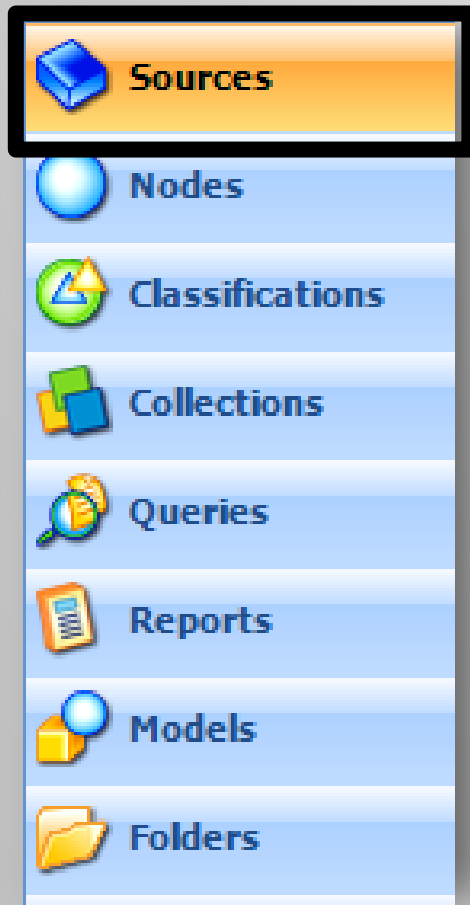 Sources
Nodes
Classifications
Collections
Queries
Reports
Models
Folders